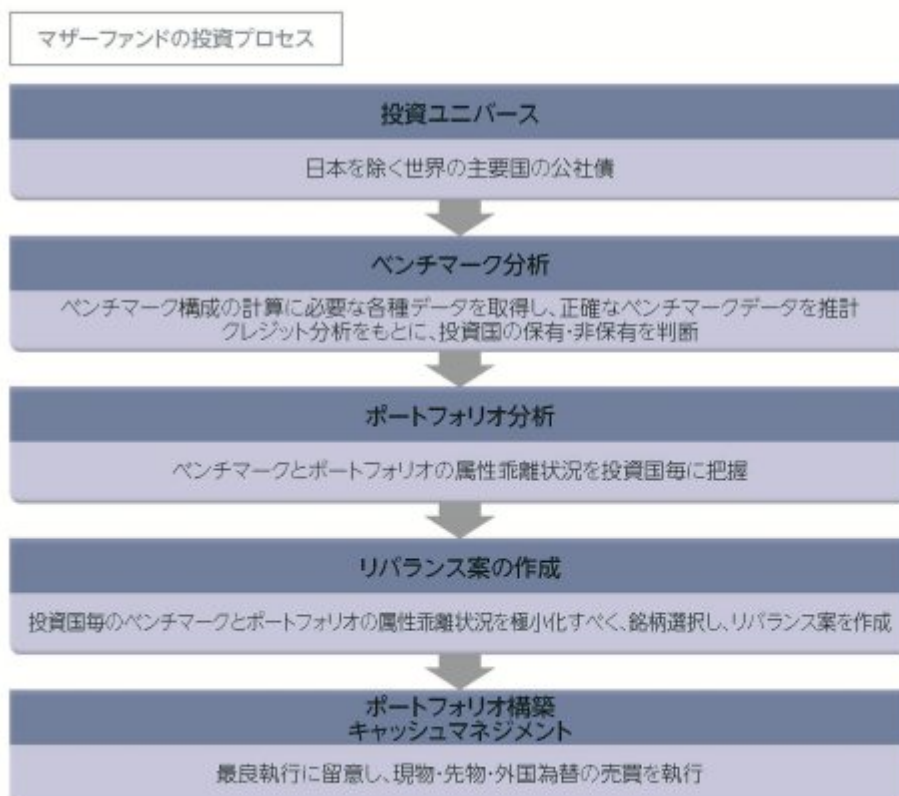 マザーファンドの投資プロセス
投資ユニバース
日本を除く世界の主要国の公社債
ベンチマーク分析
ベンチマーク構成の計算に必要な各種データを取得し、正確なベンチマークデータを推計
クレジット分析をもとに、投資国の保有・非保有を判断
ポートフォリオ分析
ベンチマークとポートフォリオの属性乖離状況を投資国毎に把握
リバランス案の作成
投資国毎のベンチマークとポートフォリオの属性乖離状況を極小化すべく、銘柄選択し、リバランス案を作成
ポートフォリオ構築
キャッシュマネジメント
最良執行に留意し、現物・先物・外国為替の売買を執行